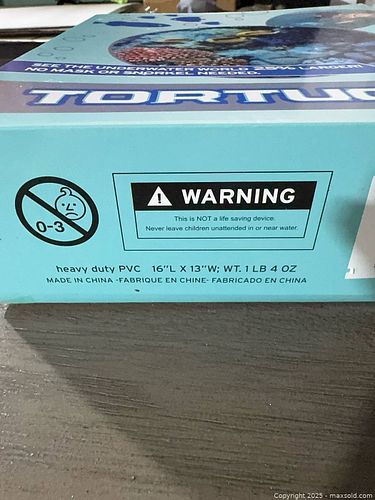 SEE THE UNDERWATER WORLD 25% LARGER!
NO MASK OR SNORKEL NEEDED.
TORTU
0-3
WARNING
This is NOT a life saving device.
Never leave children unattended in or near water.
heavy duty PVC 16"L X 13"W; WT. 1 LB 4 OZ
MADE IN CHINA -FABRIQUE EN CHINE- FABRICADO EN CHINA
Copyright 2025 - maxsold.com